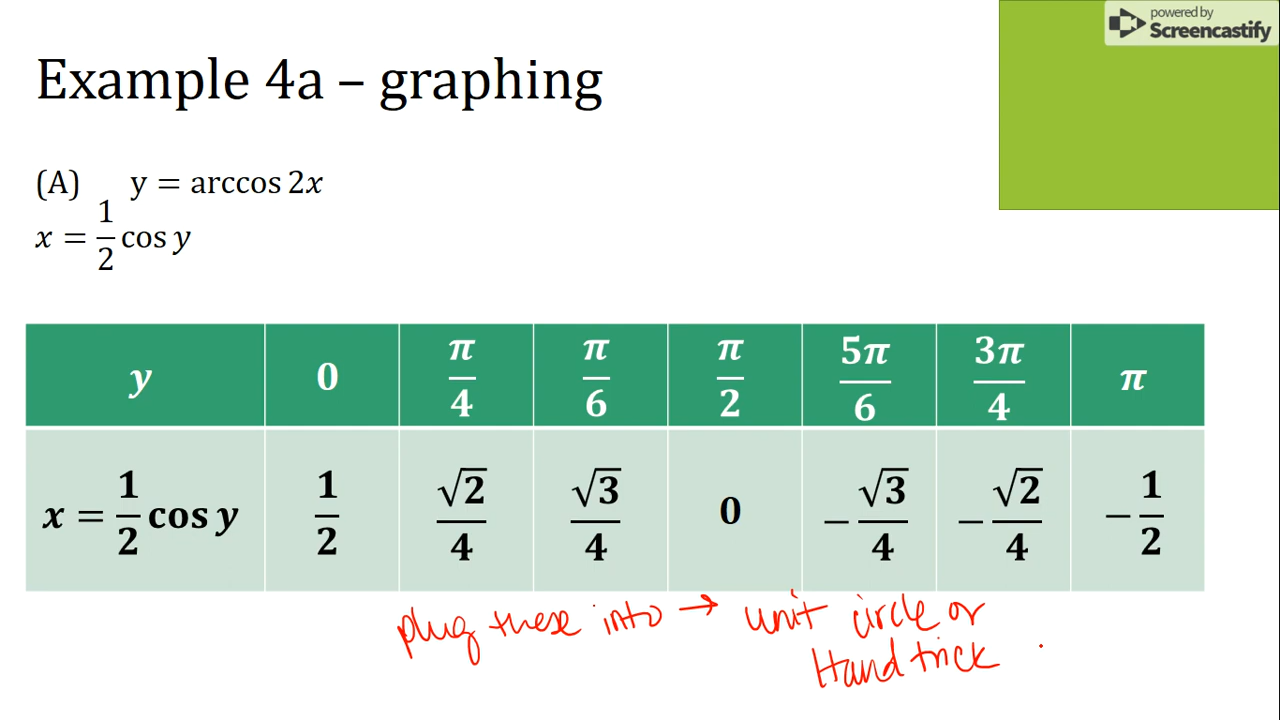 powered by
Screencastify
Example 4a – graphing
(A) y = arccos 2x
x = 1/2 cos y
y 0 π/4 π/6 π/2 5π/6 3π/4 π
x = 1/2 cos y 1/2 √2/4 √3/4 0 −√3/4 −√2/4 −1/2
plug these into → unit circle or
Hand trick